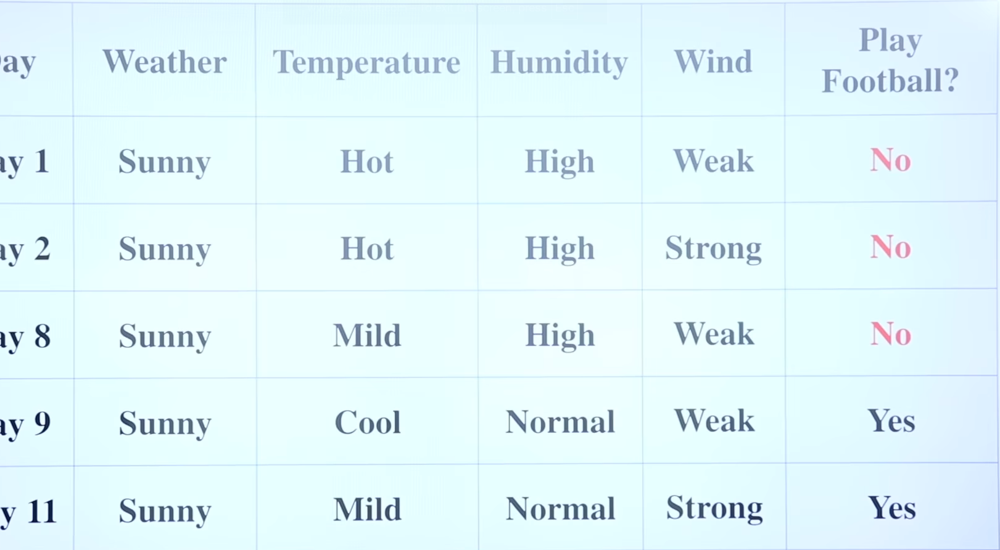 ay Weather Temperature Humidity Wind Play Football?
ay 1 Sunny Hot High Weak No
ay 2 Sunny Hot High Strong No
ay 8 Sunny Mild High Weak No
ay 9 Sunny Cool Normal Weak Yes
y 11 Sunny Mild Normal Strong Yes